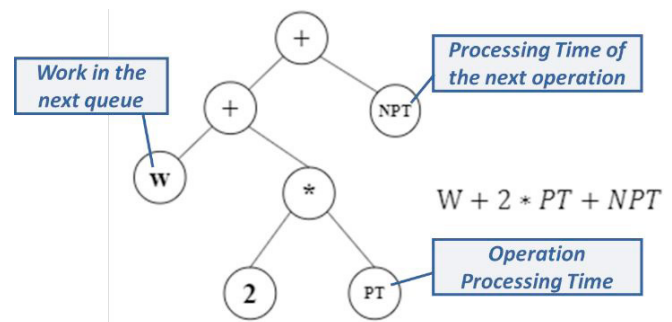 +
Processing Time of
the next operation
Work in the
next queue
+
NPT
W
*
W + 2 * PT + NPT
Operation
Processing Time
2
PT